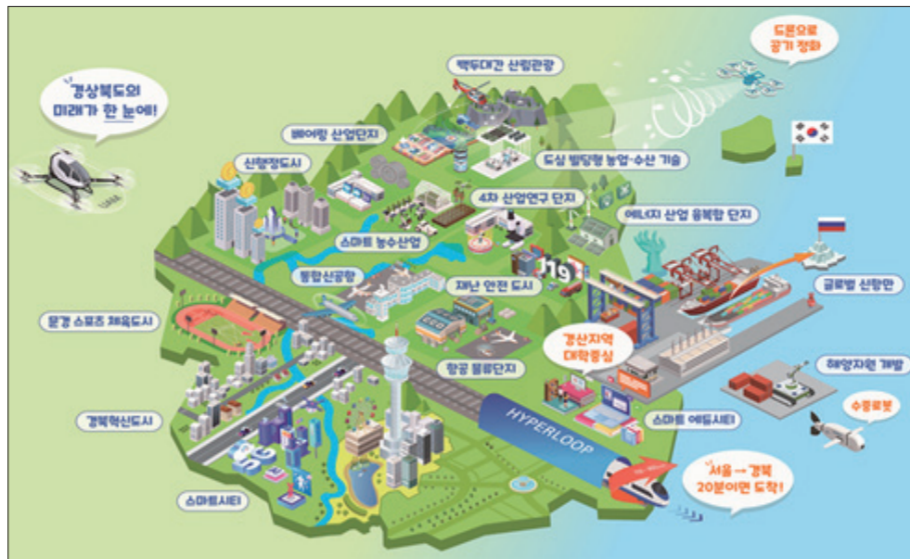 드론으로
공기 정화
백두대간 산림관광
경상북도의
미래가 한 눈에!
베어링 산업단지
도심 빌딩형 농업·수산 기술
신행정도시
4차 산업연구 단지
에너지 산업 융복합 단지
스마트 농수산업
119
통합신공항
재난 안전 도시
글로벌 신항만
문경 스포츠 체육도시
경산지역
대학중심
항공 물류단지
해양자원 개발
경북혁신도시
HYPERLOOP
스마트 에듀시티
수중로봇
서울→경북
20분이면 도착!
5G
스마트시티